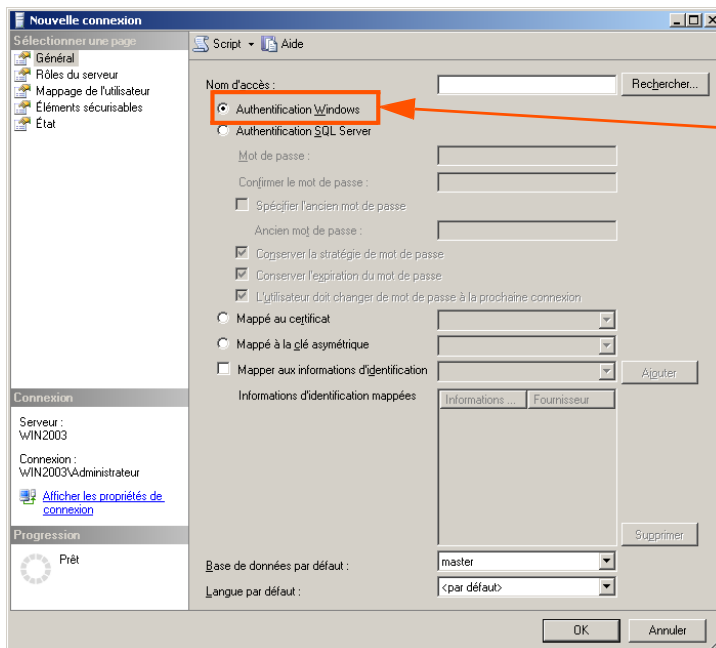 Nouvelle connexion
Sélectionner une page
Général
Rôles du serveur
Mappage de l'utilisateur
Éléments sécurisables
État
Script
Aide
Nom d'accès :
Rechercher...
Authentification Windows
Authentification SQL Server
Mot de passe :
Confirmer le mot de passe :
Spécifier l'ancien mot de passe
Ancien mot de passe :
Conserver la stratégie de mot de passe
Conserver l'expiration du mot de passe
L'utilisateur doit changer de mot de passe à la prochaine connexion
Mappé au certificat
Mappé à la clé asymétrique
Mapper aux informations d'identification
Ajouter
Informations d'identification mappées
Informations ...
Fournisseur
Supprimer
Connexion
Serveur :
WIN2003
Connexion :
WIN2003\Administrateur
Afficher les propriétés de
connexion
Progression
Prêt
Base de données par défaut :
master
Langue par défaut :
<par défaut>
OK
Annuler